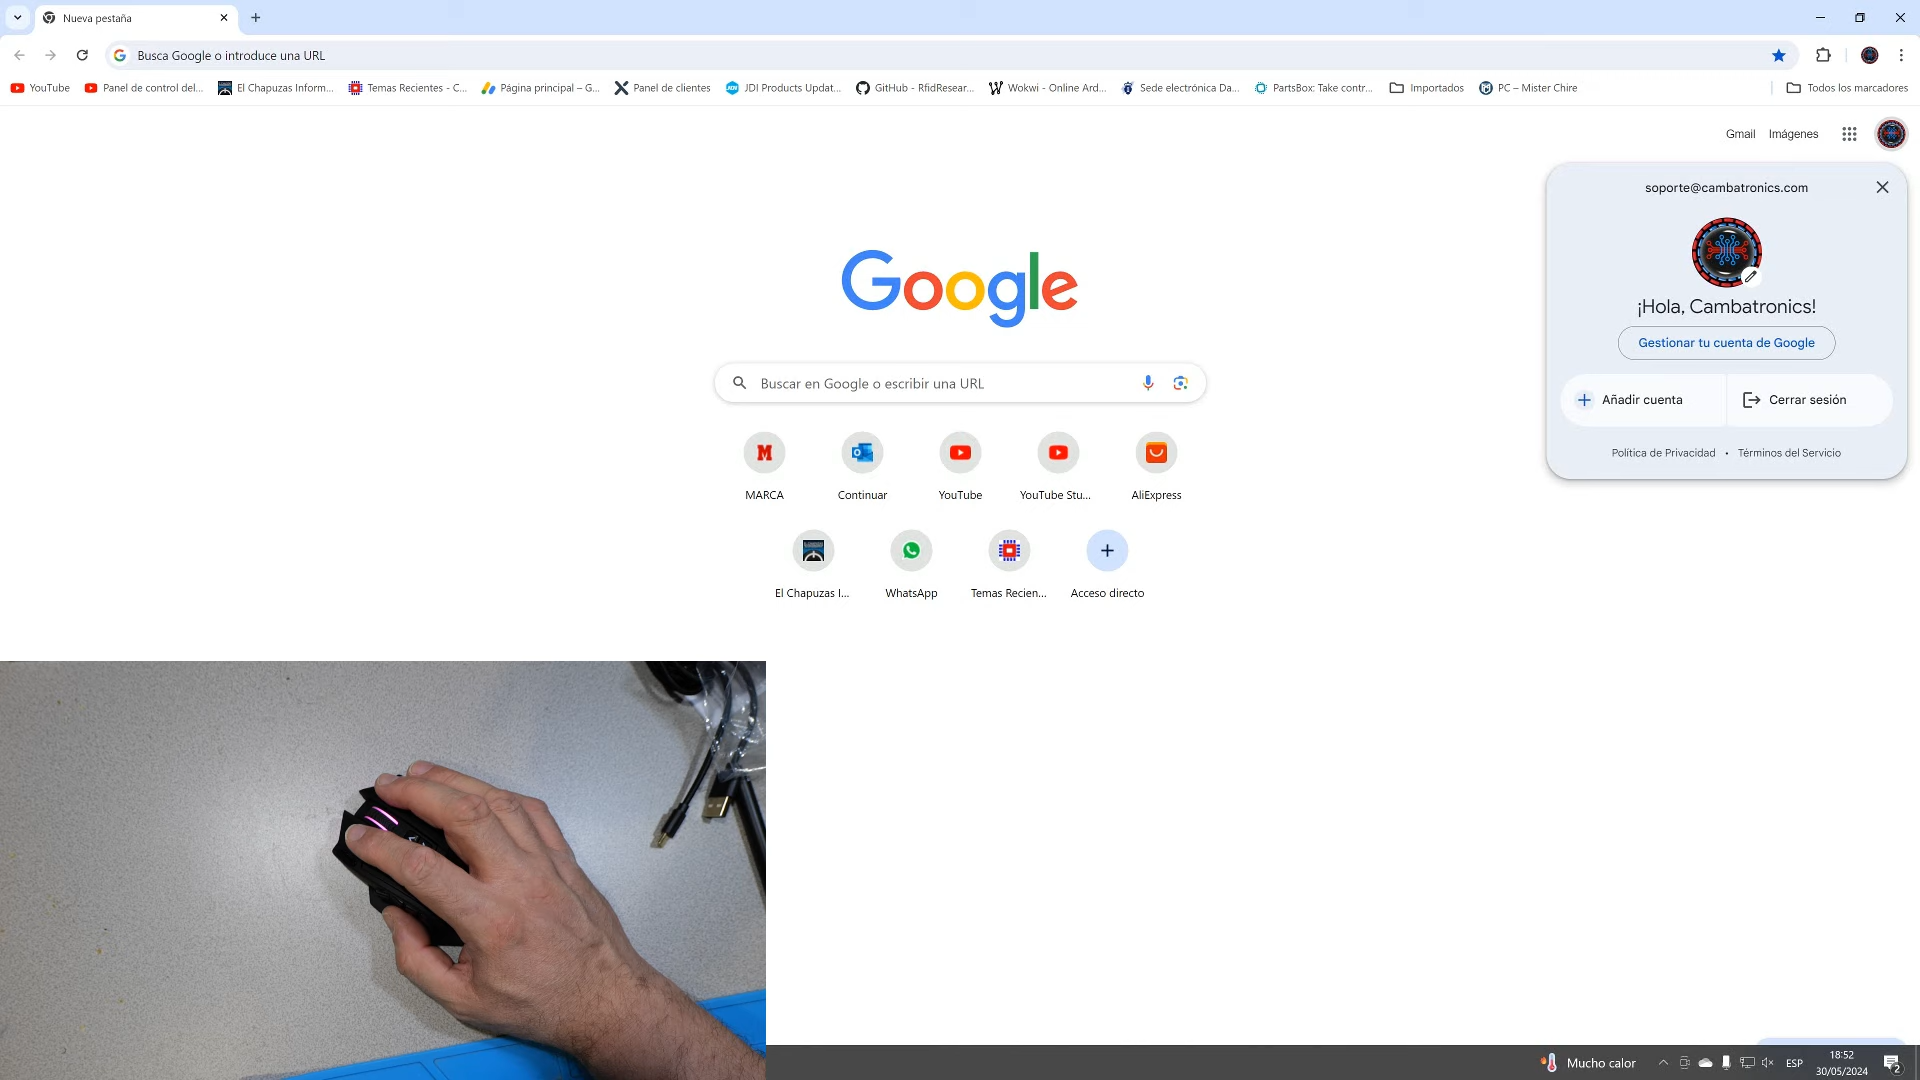 Nueva pestaña
Busca Google o introduce una URL
YouTube
Panel de control del...
El Chapuzas Inform...
Temas Recientes - C...
Página principal – G...
Panel de clientes
JDI Products Updat...
GitHub - RfidResear...
Wokwi - Online Ard...
Sede electrónica Da...
PartsBox: Take contr...
Importados
PC – Mister Chire
Todos los marcadores
Gmail
Imágenes
soporte@cambatronics.com
¡Hola, Cambatronics!
Gestionar tu cuenta de Google
Añadir cuenta
Cerrar sesión
Política de Privacidad • Términos del Servicio
Google
Buscar en Google o escribir una URL
MARCA
Continuar
YouTube
YouTube Stu...
AliExpress
El Chapuzas I...
WhatsApp
Temas Recien...
Acceso directo
Mucho calor
ESP
18:52
30/05/2024
2